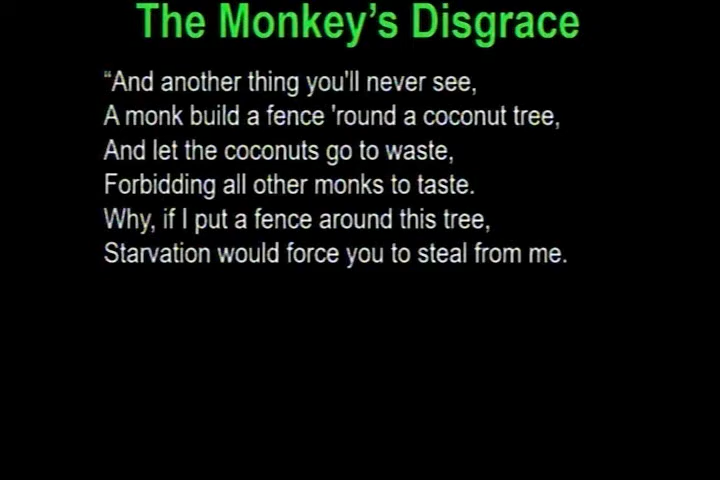 The Monkey’s Disgrace
“And another thing you'll never see,
A monk build a fence 'round a coconut tree,
And let the coconuts go to waste,
Forbidding all other monks to taste.
Why, if I put a fence around this tree,
Starvation would force you to steal from me.